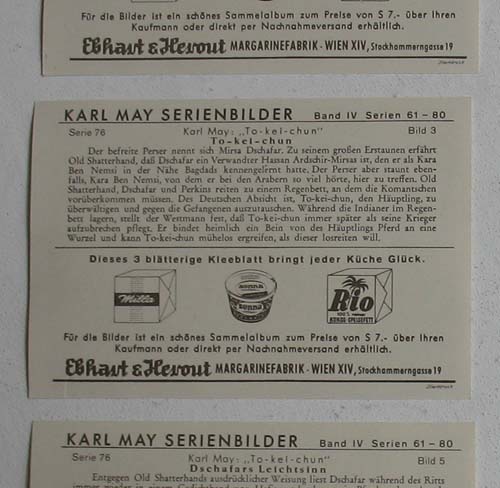 Für die Bilder ist ein schönes Sammelalbum zum Preise von S 7.- über Ihren
Kaufmann oder direkt per Nachnahmeversand erhältlich.
Ebhart & Herout MARGARINEFABRIK - WIEN XIV, Stockhammerngasse 19
KARL MAY SERIENBILDER Band IV Serien 61 – 80
Serie 76 Karl May: „To-kei-chun" Bild 3
To-kei-chun
Der befreite Perser nennt sich Mirsa Dschafar. Zu seinem großen Erstaunen erfährt
Old Shatterhand, daß Dschafar ein Verwandter Hassan Ardschir-Mirsas ist, den er als Kara
Ben Nemsi in der Nähe Bagdads kennengelernt hatte. Der Perser aber staunt eben-
falls, Kara Ben Nemsi, von dem er bei den Arabern so viel hörte, hier zu treffen. Old
Shatterhand, Dschafar und Perkins reiten zu einem Regenbett, an dem die Komantschen
vorüberkommen müssen. Des Deutschen Absicht ist, To-kei-chun, den Häuptling, zu
überwältigen und gegen die Gefangenen auszutauschen. Während die Indianer im Regen-
bett lagern, stellt der Westmann fest, daß To-kei-chun immer später als seine Krieger
aufzubrechen pflegt. Er bindet heimlich ein Bein von des Häuptlings Pferd an eine
Wurzel und kann To-kei-chun mühelos ergreifen, als dieser losreiten will.
Dieses 3 blätterige Kleeblatt bringt jeder Küche Glück.
Milla
sonna
sonna
Rio
100%
KOKOS-SPEISEFETT
Für die Bilder ist ein schönes Sammelalbum zum Preise von S 7.- über Ihren
Kaufmann oder direkt per Nachnahmeversand erhältlich.
Ebhart & Herout MARGARINEFABRIK - WIEN XIV, Stockhammerngasse 19
KARL MAY SERIENBILDER Band IV Serien 61 – 80
Serie 76 Karl May: „To-kei-chun" Bild 5
Dschafars Leichtsinn
Entgegen Old Shatterhands ausdrücklicher Weisung liest Dschafar während des Ritts